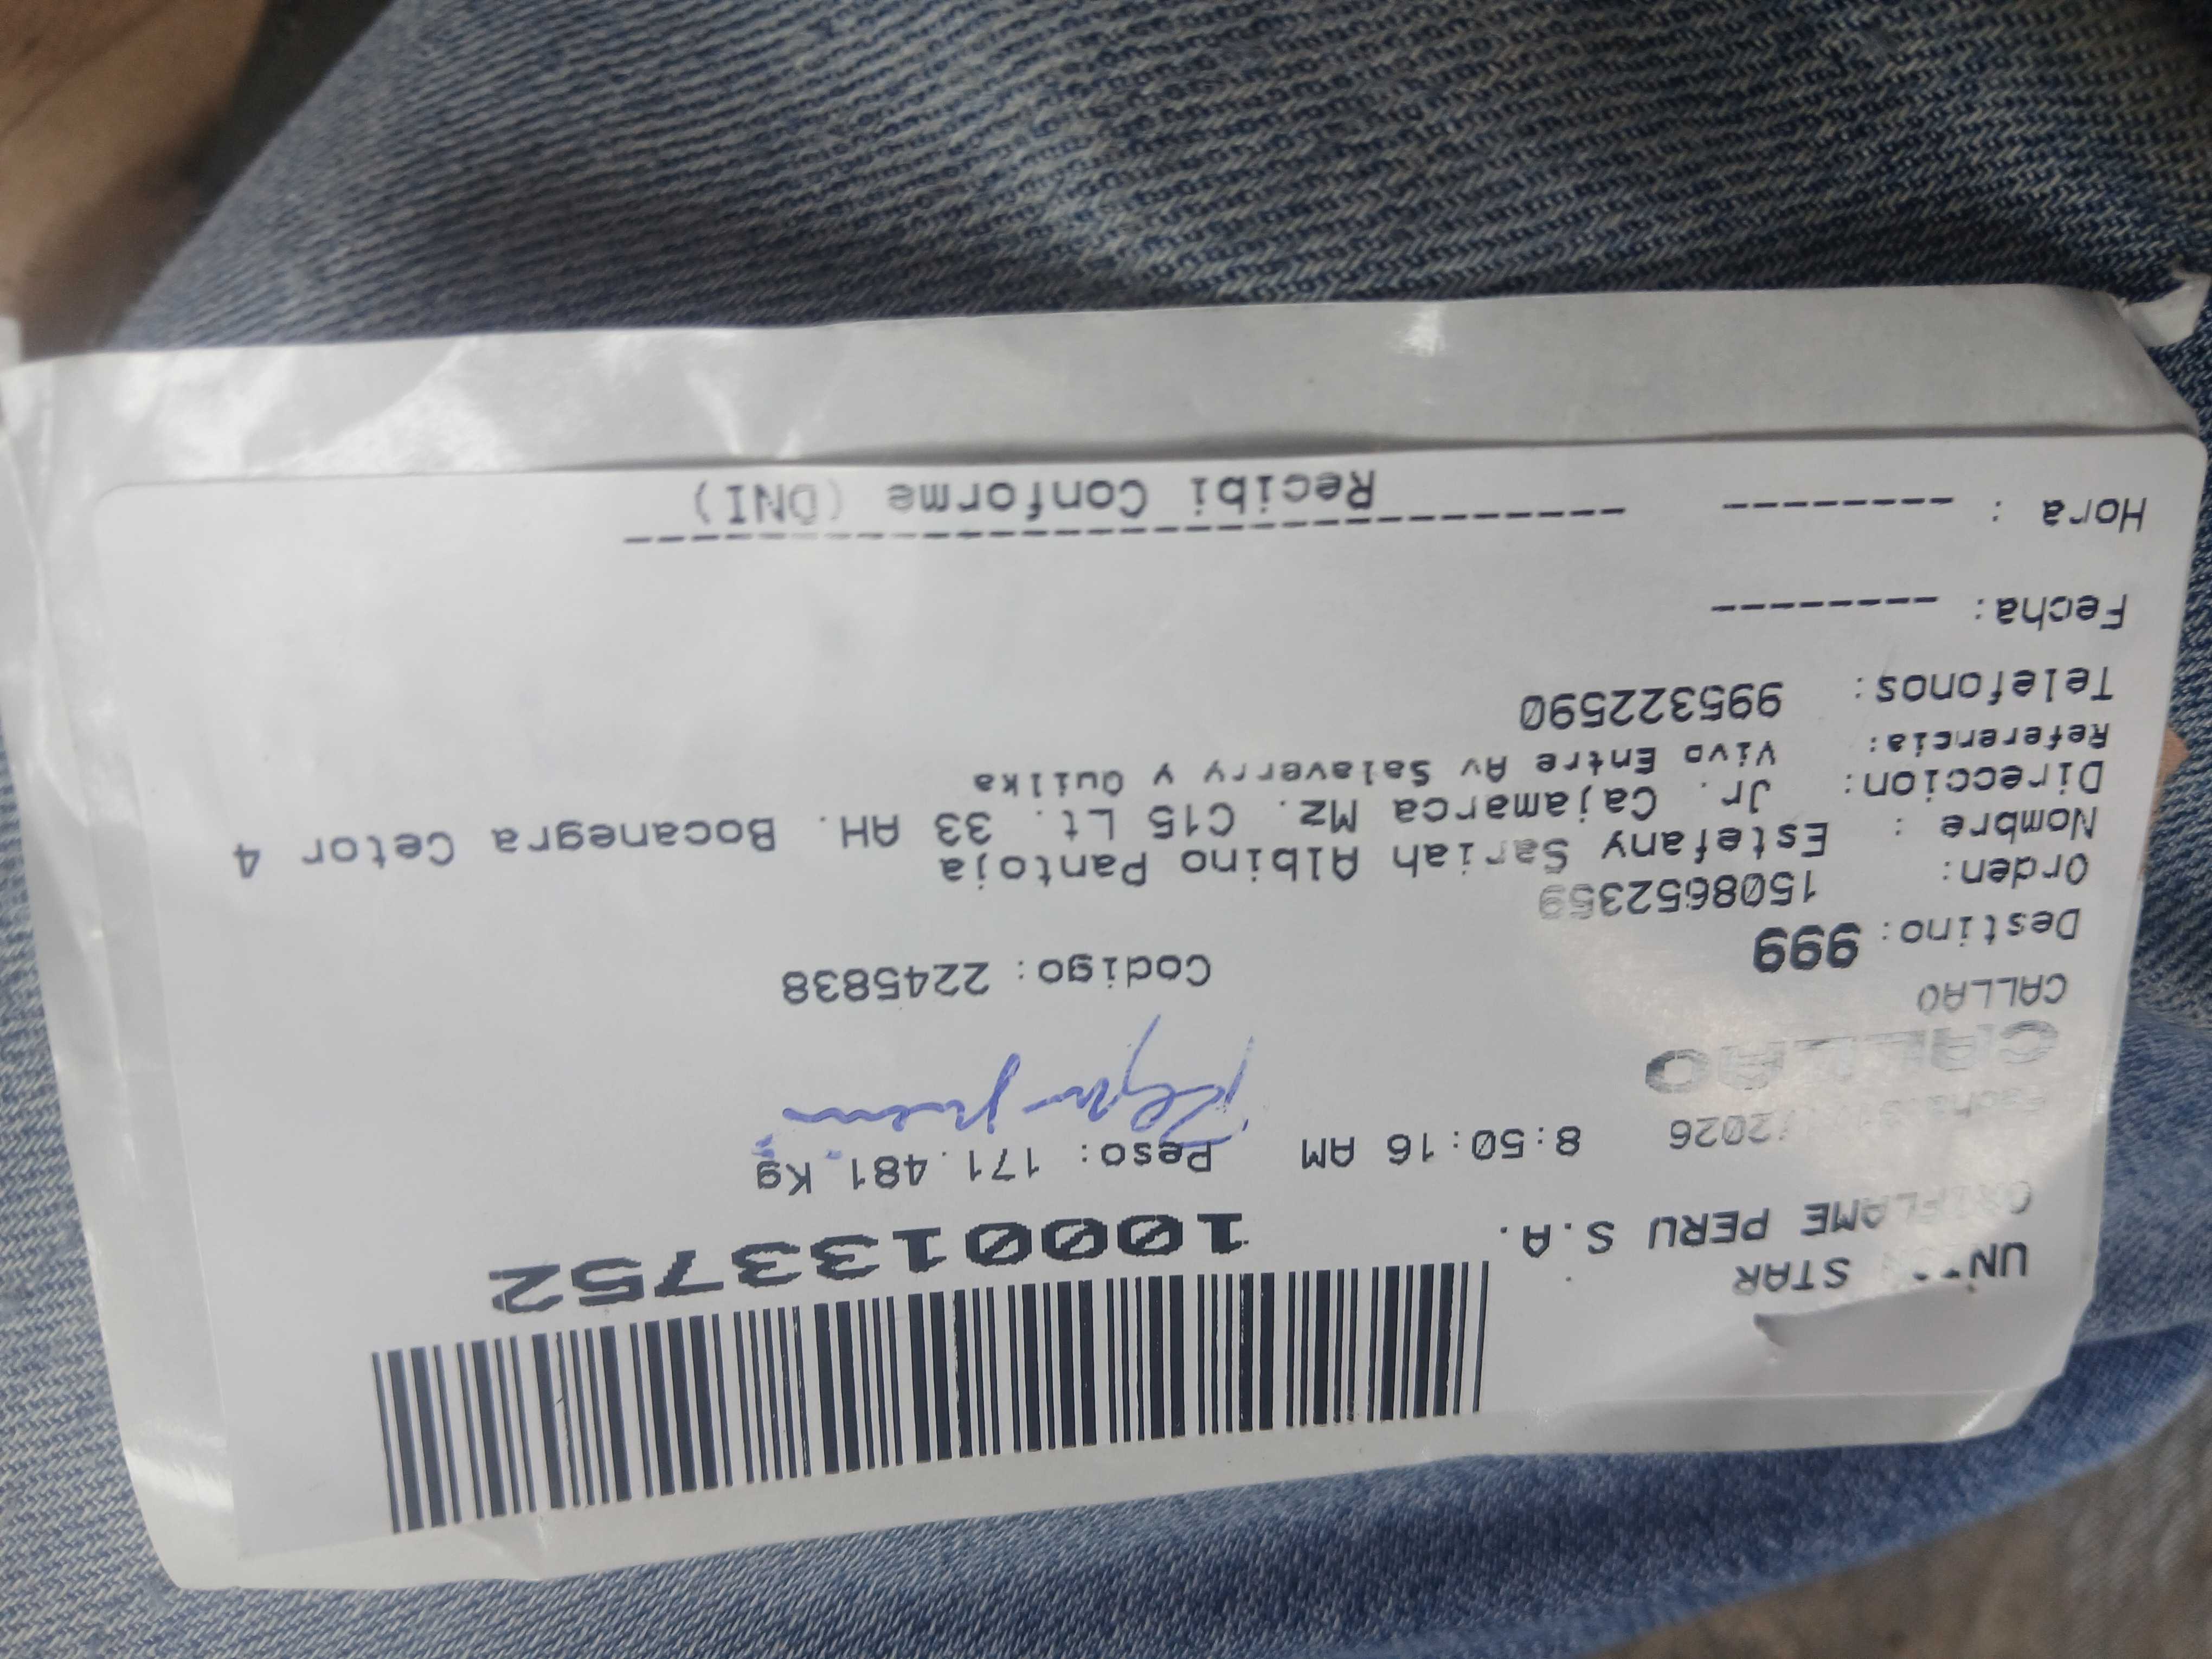 STAR
ORIFLAME PERU S.A.
1000133752
2026 8:50:16 AM Peso: 171.481 Kg
CALLAO
CALLAO
Destino: 999 Codigo: 2245838
Orden: 1508652359
Nombre : Estefany Sariah Albino Pantoja
Direccion: Jr. Cajamarca Mz. C15 Lt. 33 AH. Bocanegra Cetor 4
Referencia: Vivo Entre Av Salaverry y Quilka
Telefonos: 995322590
Fecha: --------
Hora : --------
Recibi Conforme (DNI)